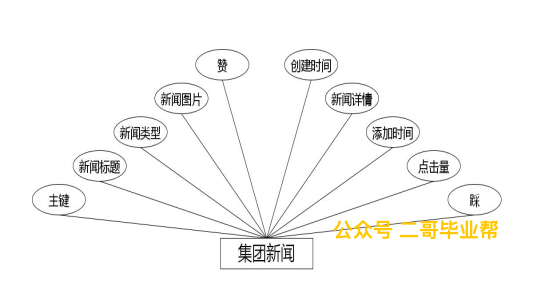 赞
创建时间
新闻图片
新闻详情
新闻类型
添加时间
新闻标题
点击量
主键
踩
公众号 二哥毕业帮
集团新闻